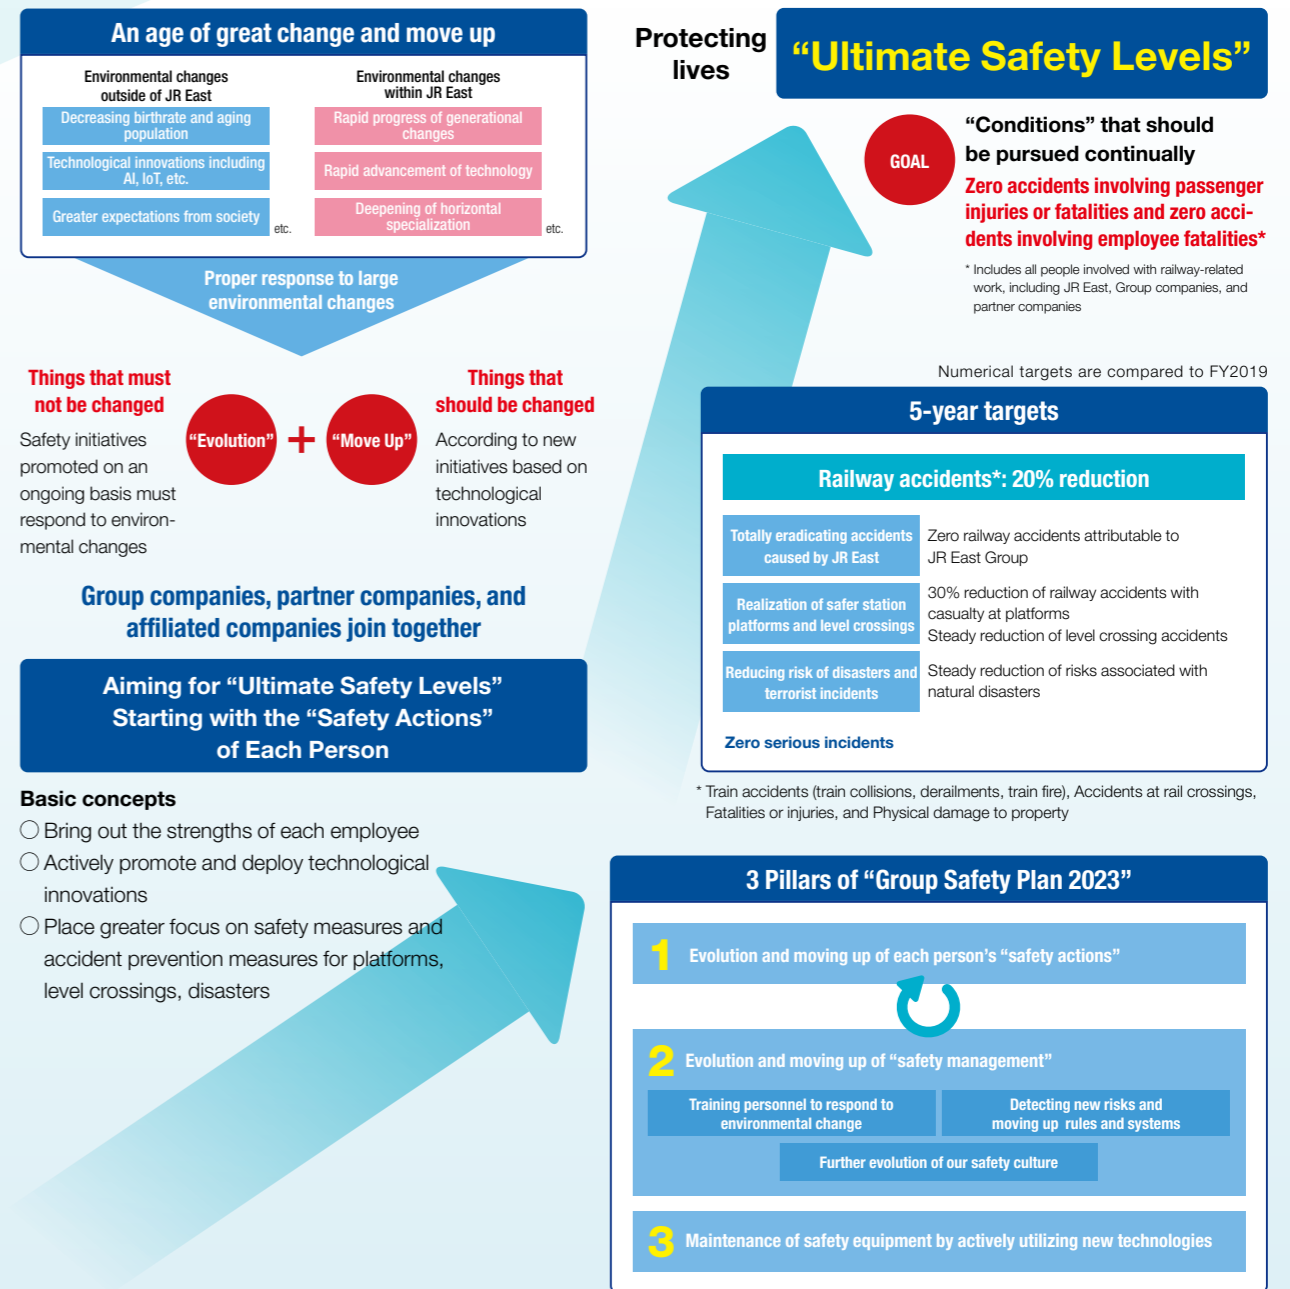 An age of great change and move up
Environmental changes
outside of JR East
Decreasing birthrate and aging
population
Technological innovations including
AI, IoT, etc.
Greater expectations from society
etc.
Environmental changes
within JR East
Rapid progress of generational
changes
Rapid advancement of technology
Deepening of horizontal
specialization
etc.
Proper response to large
environmental changes
Things that must
not be changed
Safety initiatives
promoted on an
ongoing basis must
respond to environ-
mental changes
“Evolution”
+
“Move Up”
Things that
should be changed
According to new
initiatives based on
technological
innovations
Group companies, partner companies, and
affiliated companies join together
Aiming for “Ultimate Safety Levels”
Starting with the “Safety Actions”
of Each Person
Basic concepts
○ Bring out the strengths of each employee
○ Actively promote and deploy technological
innovations
○ Place greater focus on safety measures and
accident prevention measures for platforms,
level crossings, disasters
Protecting
lives
“Ultimate Safety Levels”
GOAL
“Conditions” that should
be pursued continually
Zero accidents involving passenger
injuries or fatalities and zero acci-
dents involving employee fatalities*
* Includes all people involved with railway-related
work, including JR East, Group companies, and
partner companies
Numerical targets are compared to FY2019
5-year targets
Railway accidents*: 20% reduction
Totally eradicating accidents
caused by JR East
Zero railway accidents attributable to
JR East Group
Realization of safer station
platforms and level crossings
30% reduction of railway accidents with
casualty at platforms
Steady reduction of level crossing accidents
Reducing risk of disasters and
terrorist incidents
Steady reduction of risks associated with
natural disasters
Zero serious incidents
* Train accidents (train collisions, derailments, train fire), Accidents at rail crossings,
Fatalities or injuries, and Physical damage to property
3 Pillars of “Group Safety Plan 2023”
1 Evolution and moving up of each person’s “safety actions”
2 Evolution and moving up of “safety management”
Training personnel to respond to
environmental change
Detecting new risks and
moving up rules and systems
Further evolution of our safety culture
3 Maintenance of safety equipment by actively utilizing new technologies